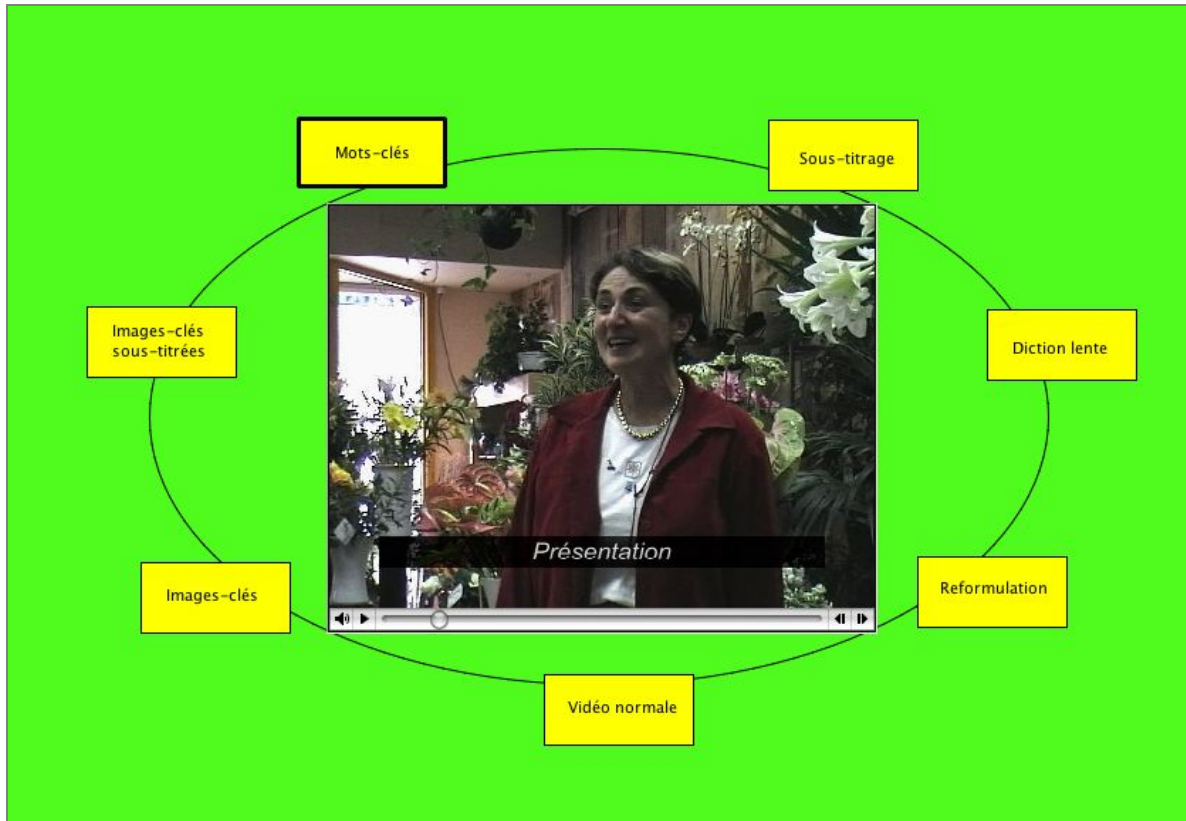 Mots-clés
Sous-titrage
Images-clés
sous-titrées
Diction lente
Présentation
Images-clés
Reformulation
Vidéo normale